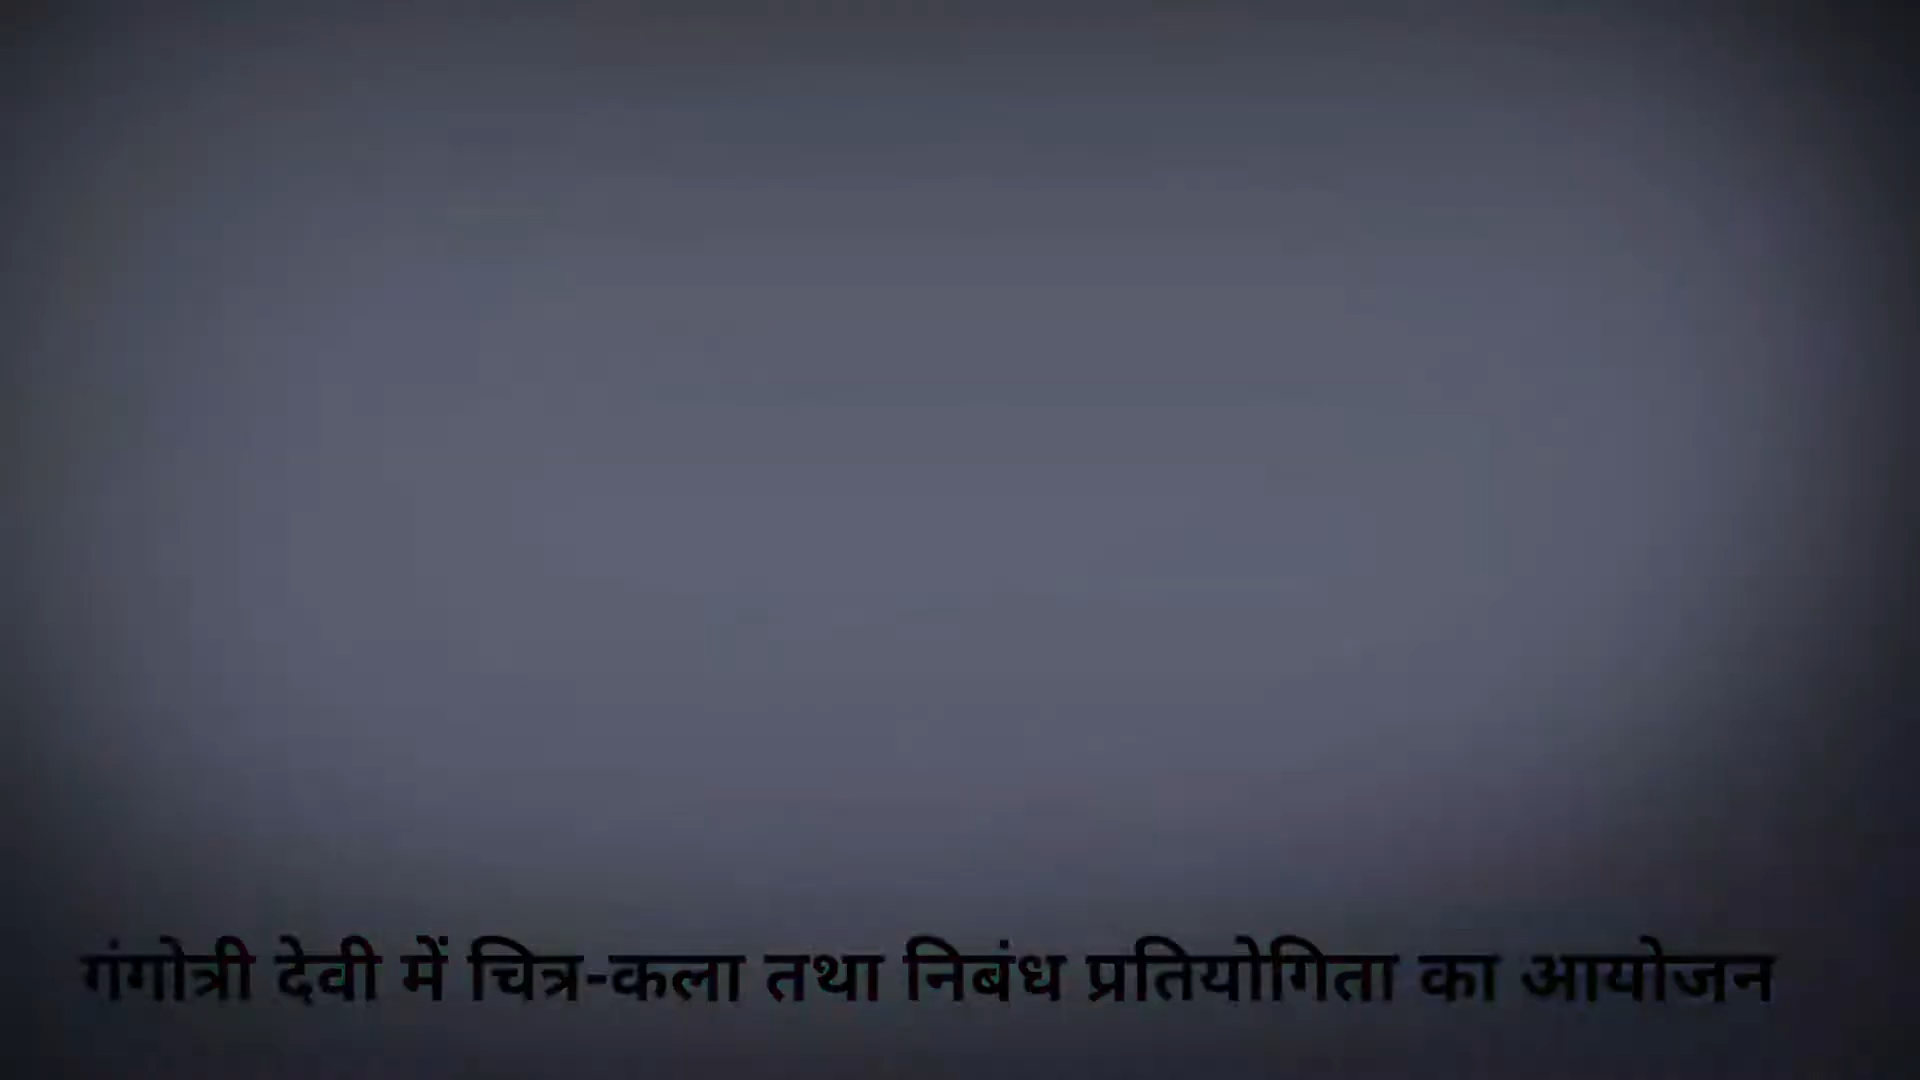 गंगोत्री देवी में चित्र-कला तथा निबंध प्रतियोगिता का आयोजन